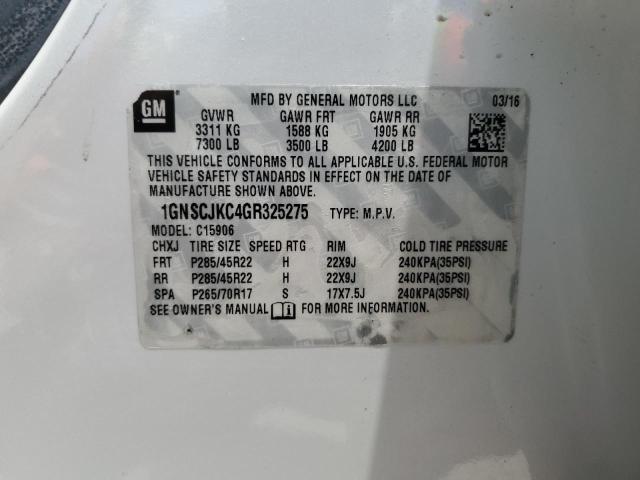 GM
MFD BY GENERAL MOTORS LLC 03/16
GVWR GAWR FRT GAWR RR
3311 KG 1588 KG 1905 KG
7300 LB 3500 LB 4200 LB
THIS VEHICLE CONFORMS TO ALL APPLICABLE U.S. FEDERAL MOTOR
VEHICLE SAFETY STANDARDS IN EFFECT ON THE DATE OF
MANUFACTURE SHOWN ABOVE.
1GNSCJKC4GR325275 TYPE: M.P.V.
MODEL: C15906
CHXJ TIRE SIZE SPEED RTG RIM COLD TIRE PRESSURE
FRT P285/45R22 H 22X9J 240KPA(35PSI)
RR P285/45R22 H 22X9J 240KPA(35PSI)
SPA P265/70R17 S 17X7.5J 240KPA(35PSI)
SEE OWNER'S MANUAL FOR MORE INFORMATION.